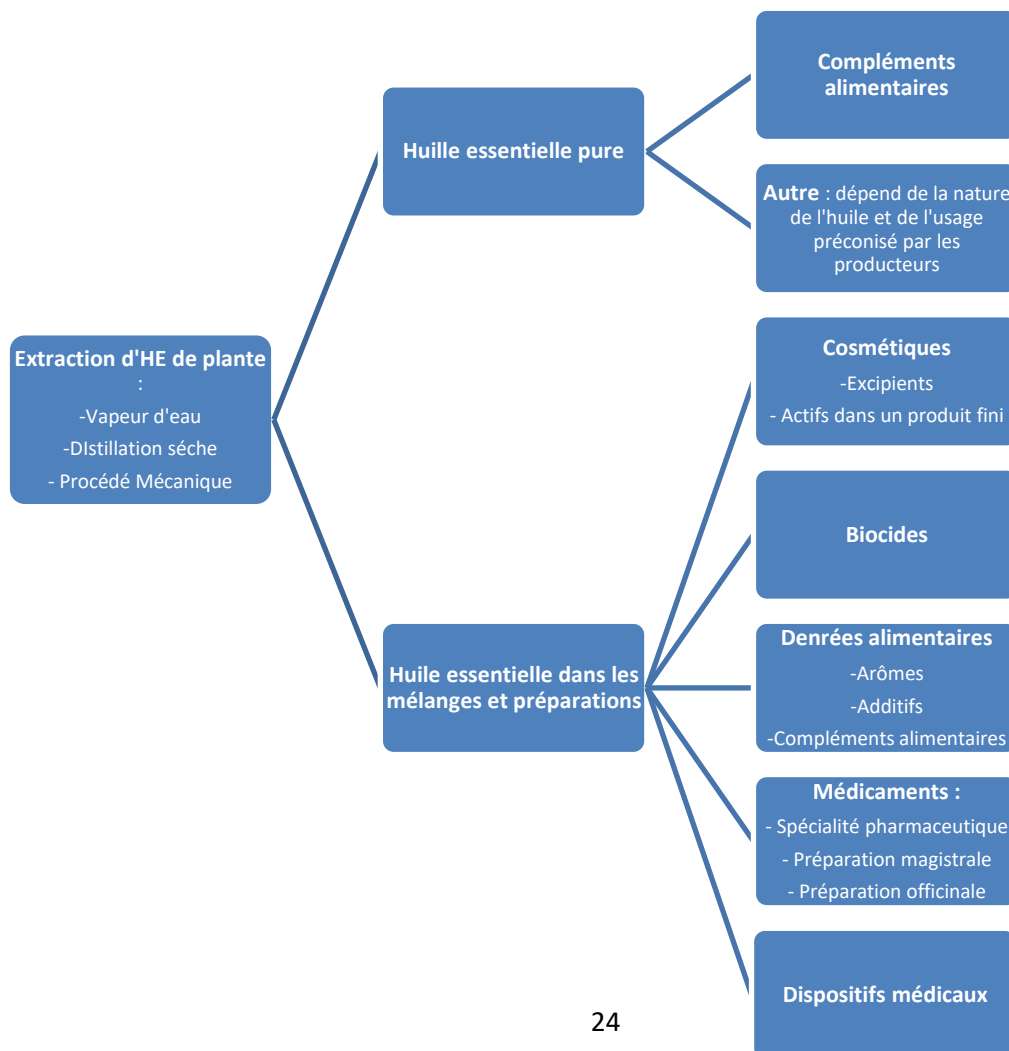 Extraction d'HE de plante
:
-Vapeur d'eau
-DIstillation séche
- Procédé Mécanique
Huille essentielle pure
Compléments
alimentaires
Autre : dépend de la nature
de l'huile et de l'usage
préconisé par les
producteurs
Huile essentielle dans les
mélanges et préparations
Cosmétiques
-Excipients
- Actifs dans un produit fini
Biocides
Denrées alimentaires
-Arômes
-Additifs
-Compléments alimentaires
Médicaments :
- Spécialité pharmaceutique
- Préparation magistrale
- Préparation officinale
Dispositifs médicaux
24